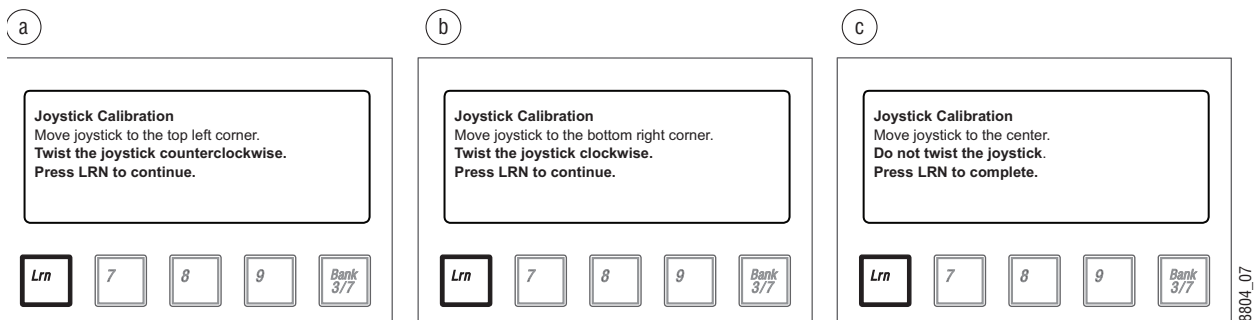 a
Joystick Calibration
Move joystick to the top left corner.
Twist the joystick counterclockwise.
Press LRN to continue.
Lrn 7 8 9 Bank
3/7
b
Joystick Calibration
Move joystick to the bottom right corner.
Twist the joystick clockwise.
Press LRN to continue.
Lrn 7 8 9 Bank
3/7
c
Joystick Calibration
Move joystick to the center.
Do not twist the joystick.
Press LRN to complete.
Lrn 7 8 9 Bank
3/7
8804_07